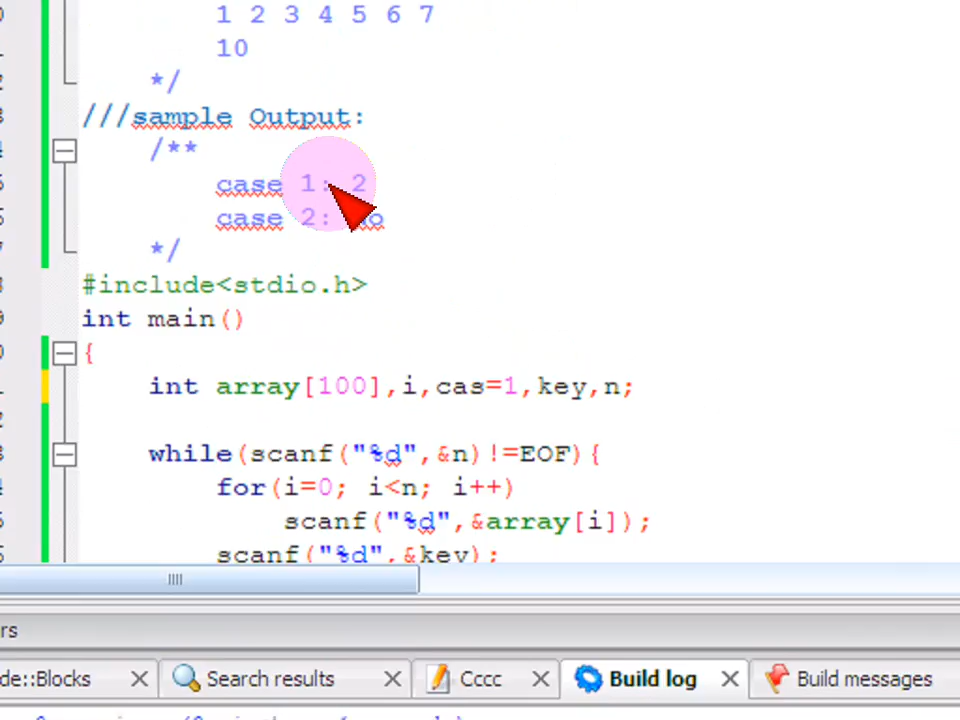 1 2 3 4 5 6 7
10
*/
///sample Output:
/**
case 1: 2
case 2: no
*/
#include<stdio.h>
int main()
{
int array[100],i,cas=1,key,n;
while(scanf("%d",&n)!=EOF){
for(i=0; i<n; i++)
scanf("%d",&array[i]);
scanf("%d",&key);
rs
de::Blocks
Search results
Cccc
Build log
Build messages